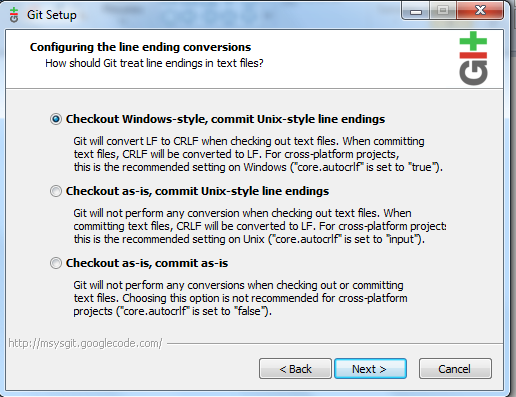 Git Setup
Configuring the line ending conversions
How should Git treat line endings in text files?
git
Checkout Windows-style, commit Unix-style line endings
Git will convert LF to CRLF when checking out text files. When committing
text files, CRLF will be converted to LF. For cross-platform projects,
this is the recommended setting on Windows ("core.autocrlf" is set to "true").
Checkout as-is, commit Unix-style line endings
Git will not perform any conversion when checking out text files. When
committing text files, CRLF will be converted to LF. For cross-platform projects
this is the recommended setting on Unix ("core.autocrlf" is set to "input").
Checkout as-is, commit as-is
Git will not perform any conversions when checking out or committing
text files. Choosing this option is not recommended for cross-platform
projects ("core.autocrlf" is set to "false").
http://msysgit.googlecode.com/
< Back
Next >
Cancel